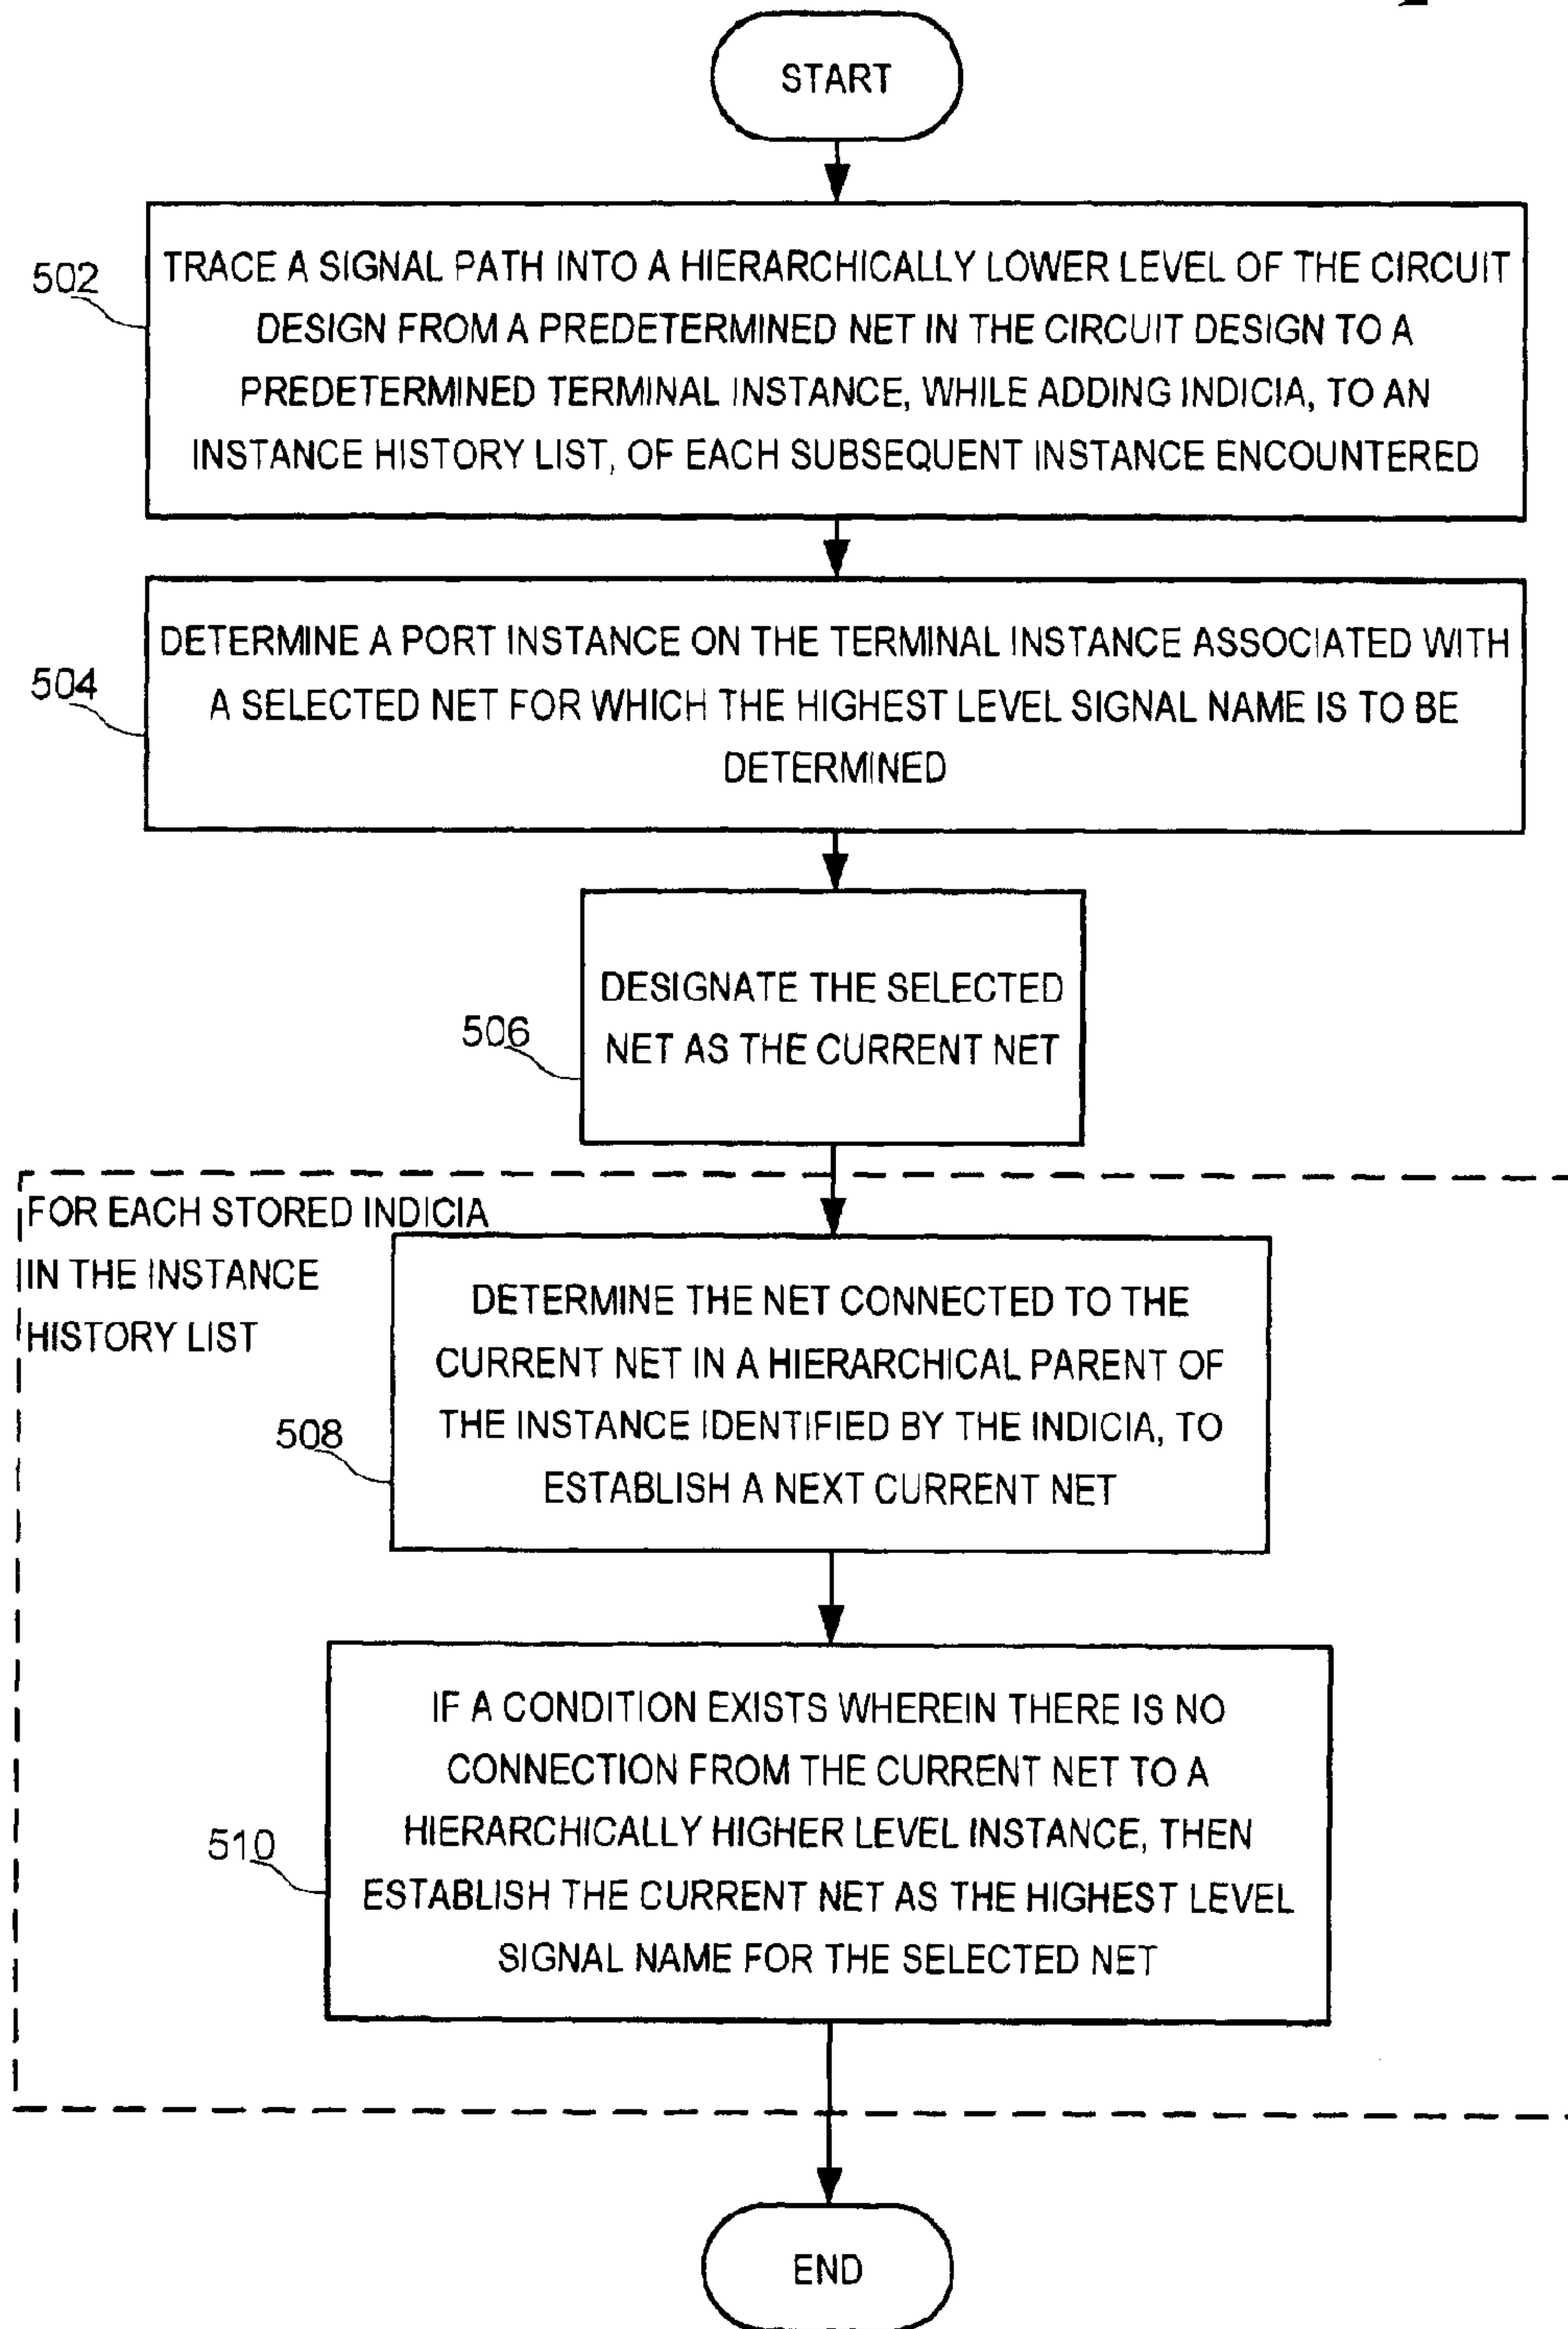 START
502
TRACE A SIGNAL PATH INTO A HIERARCHICALLY LOWER LEVEL OF THE CIRCUIT
DESIGN FROM A PREDETERMINED NET IN THE CIRCUIT DESIGN TO A
PREDETERMINED TERMINAL INSTANCE, WHILE ADDING INDICIA, TO AN
INSTANCE HISTORY LIST, OF EACH SUBSEQUENT INSTANCE ENCOUNTERED
504
DETERMINE A PORT INSTANCE ON THE TERMINAL INSTANCE ASSOCIATED WITH
A SELECTED NET FOR WHICH THE HIGHEST LEVEL SIGNAL NAME IS TO BE
DETERMINED
506
DESIGNATE THE SELECTED
NET AS THE CURRENT NET
FOR EACH STORED INDICIA
IN THE INSTANCE
HISTORY LIST
508
DETERMINE THE NET CONNECTED TO THE
CURRENT NET IN A HIERARCHICAL PARENT OF
THE INSTANCE IDENTIFIED BY THE INDICIA, TO
ESTABLISH A NEXT CURRENT NET
510
IF A CONDITION EXISTS WHEREIN THERE IS NO
CONNECTION FROM THE CURRENT NET TO A
HIERARCHICALLY HIGHER LEVEL INSTANCE, THEN
ESTABLISH THE CURRENT NET AS THE HIGHEST LEVEL
SIGNAL NAME FOR THE SELECTED NET
END